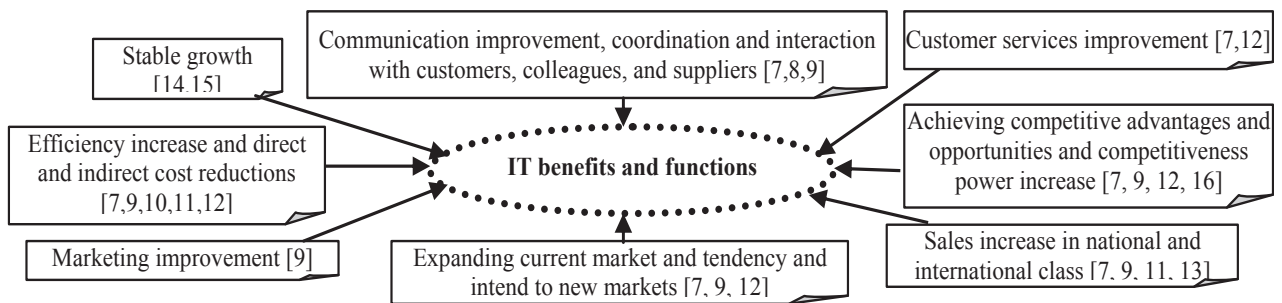 Stable growth
[14,15]
Communication improvement, coordination and interaction
with customers, colleagues, and suppliers [7,8,9]
Customer services improvement [7,12]
Efficiency increase and direct
and indirect cost reductions
[7,9,10,11,12]
IT benefits and functions
Achieving competitive advantages and
opportunities and competitiveness
power increase [7, 9, 12, 16]
Marketing improvement [9]
Expanding current market and tendency and
intend to new markets [7, 9, 12]
Sales increase in national and
international class [7, 9, 11, 13]